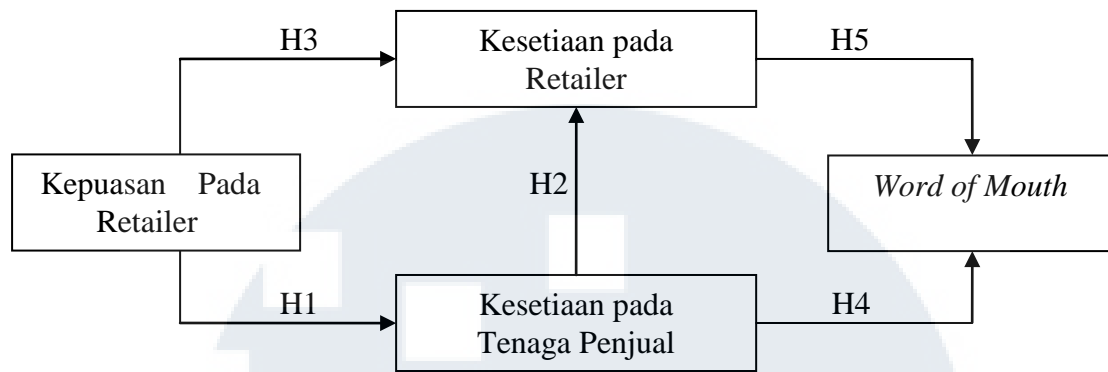 H3
Kesetiaan pada
Retailer
H5
Kepuasan Pada
Retailer
H2
Word of Mouth
H1
Kesetiaan pada
Tenaga Penjual
H4